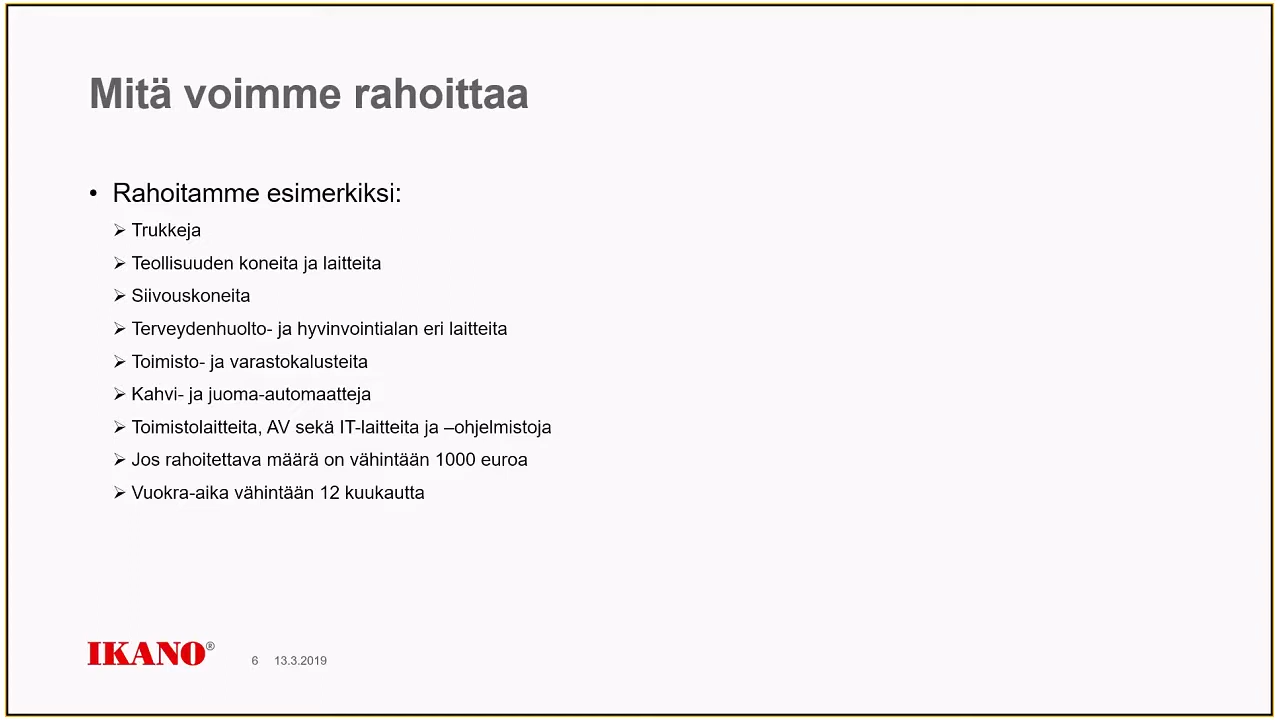 Mitä voimme rahoittaa
• Rahoitamme esimerkiksi:
➢ Trukkeja
➢ Teollisuuden koneita ja laitteita
➢ Siivouskoneita
➢ Terveydenhuolto- ja hyvinvointialan eri laitteita
➢ Toimisto- ja varastokalusteita
➢ Kahvi- ja juoma-automaatteja
➢ Toimistolaitteita, AV sekä IT-laitteita ja –ohjelmistoja
➢ Jos rahoitettava määrä on vähintään 1000 euroa
➢ Vuokra-aika vähintään 12 kuukautta
IKANO® 6 13.3.2019